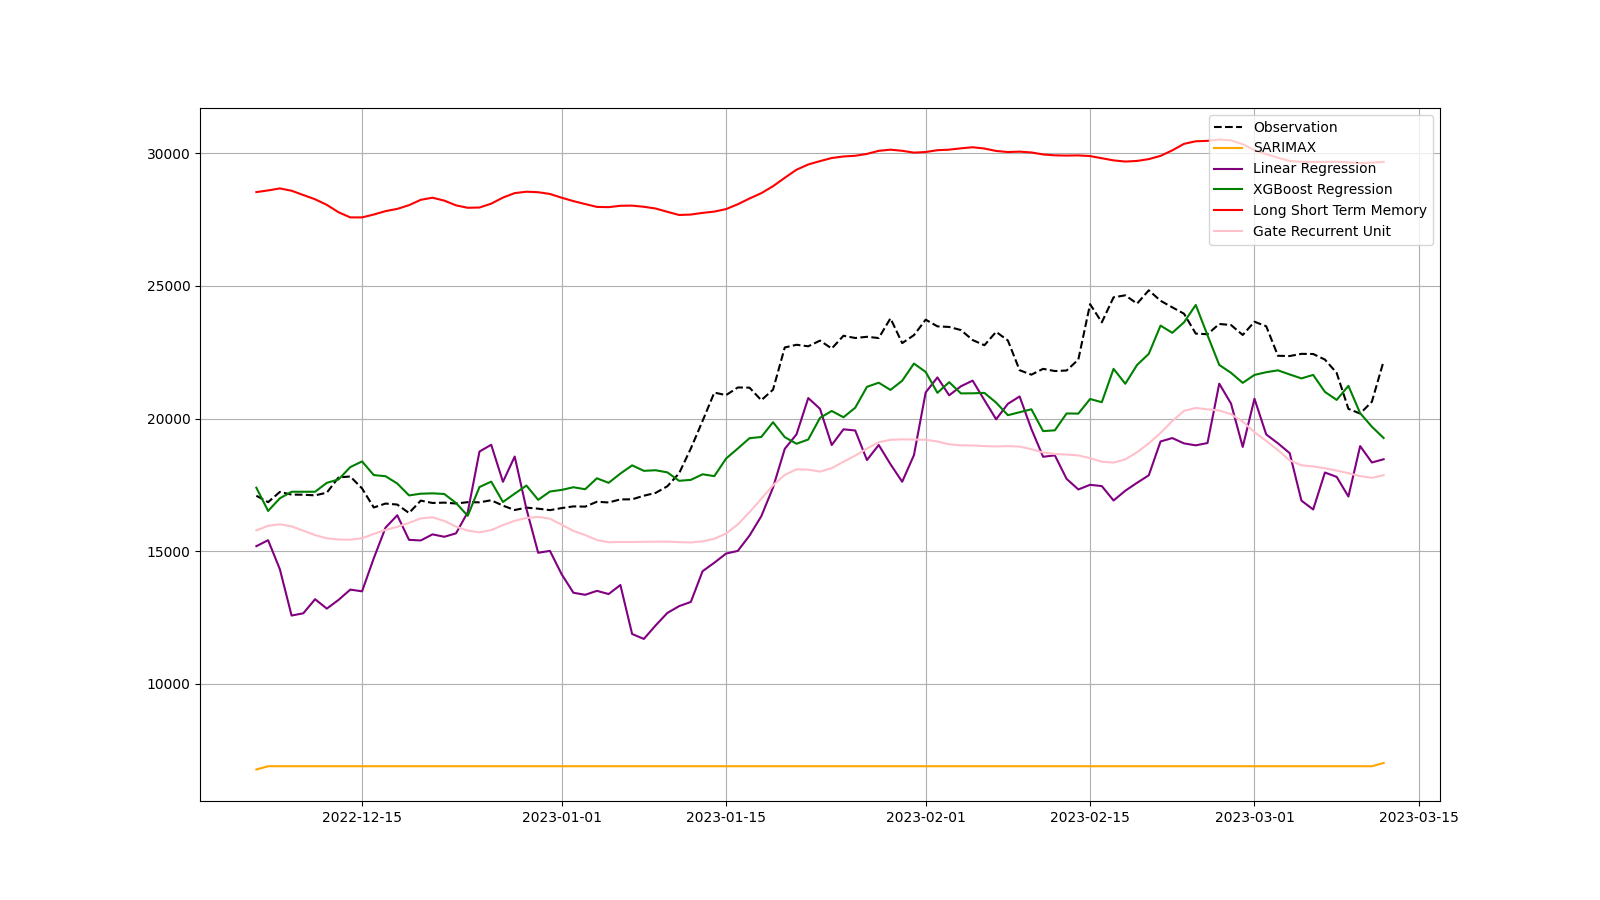 30000
25000
20000
15000
10000
2022-12-15
2023-01-01
2023-01-15
2023-02-01
2023-02-15
2023-03-01
2023-03-15
Observation
SARIMAX
Linear Regression
XGBoost Regression
Long Short Term Memory
Gate Recurrent Unit